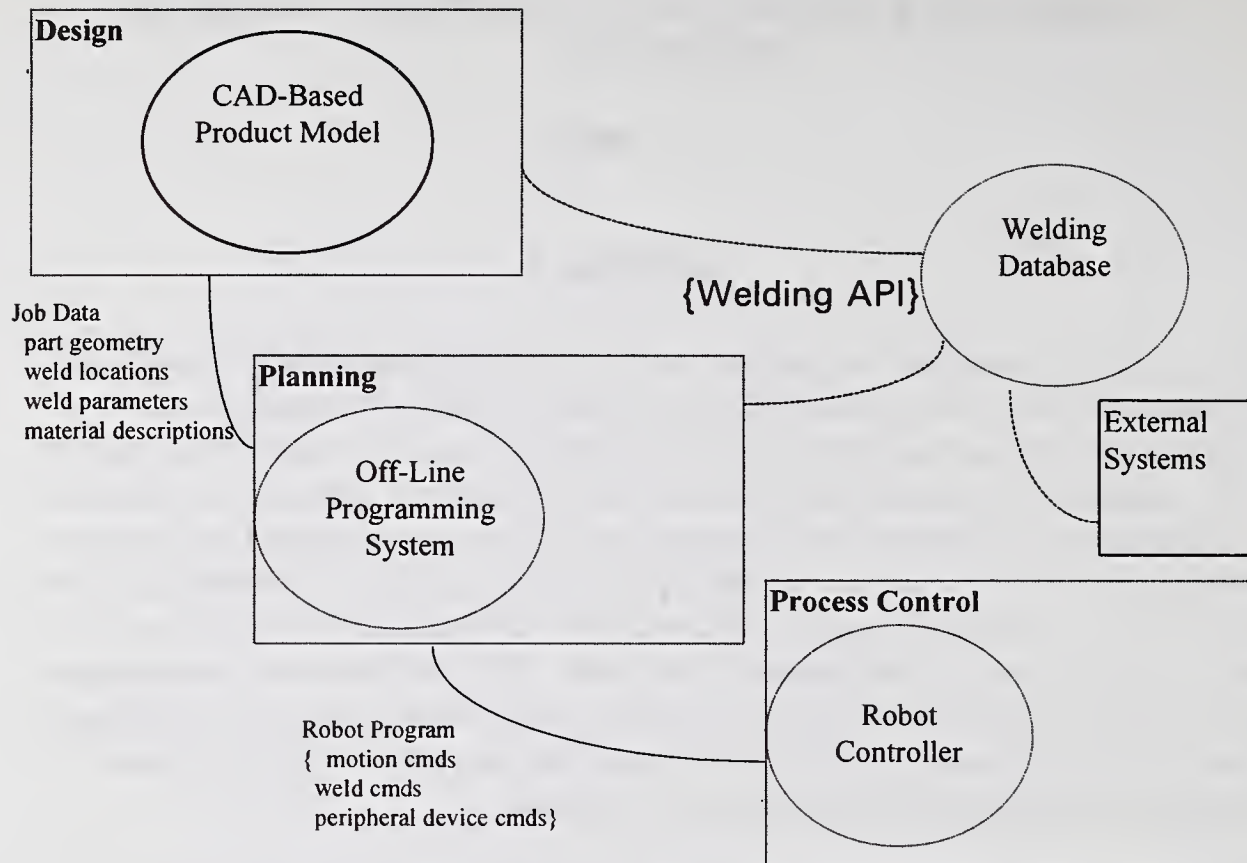 Design
CAD-Based
Product Model
Welding
Database
{Welding API}
Job Data
part geometry
weld locations
weld parameters
material descriptions
Planning
Off-Line
Programming
System
External
Systems
Process Control
Robot
Controller
Robot Program
{ motion cmds
weld cmds
peripheral device cmds}